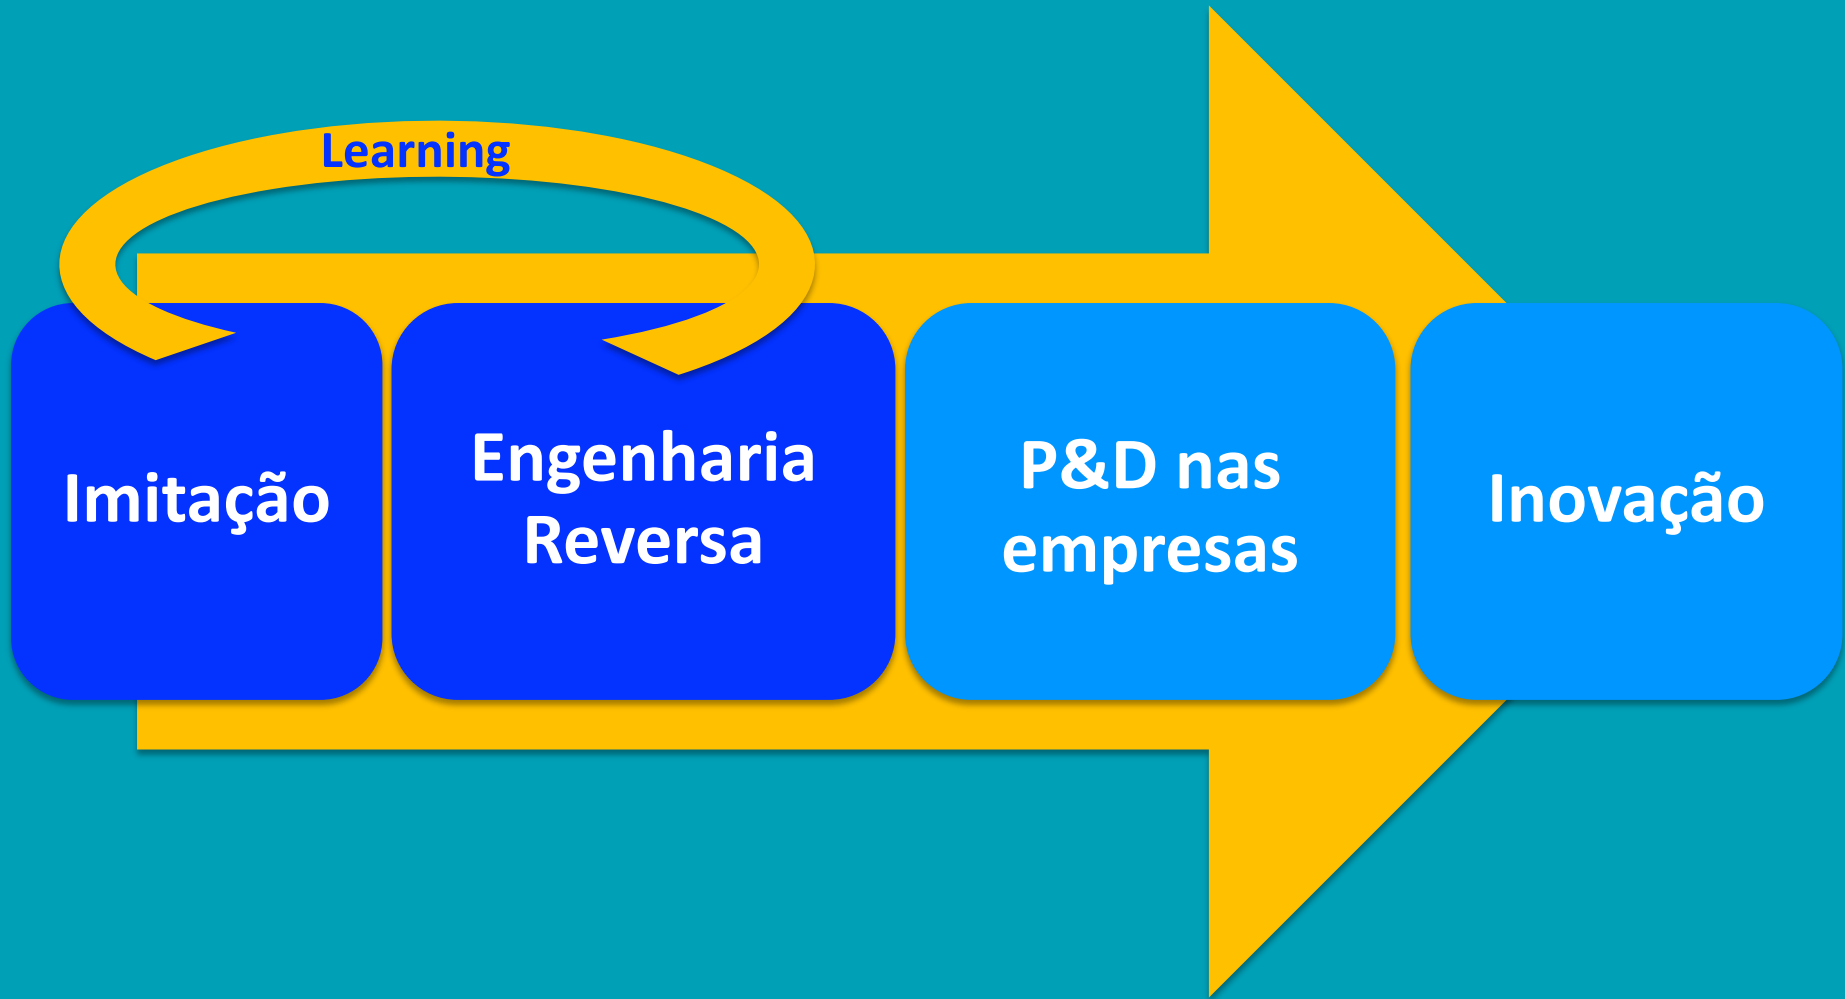 Learning
Imitação
Engenharia
Reversa
P&D nas
empresas
Inovação